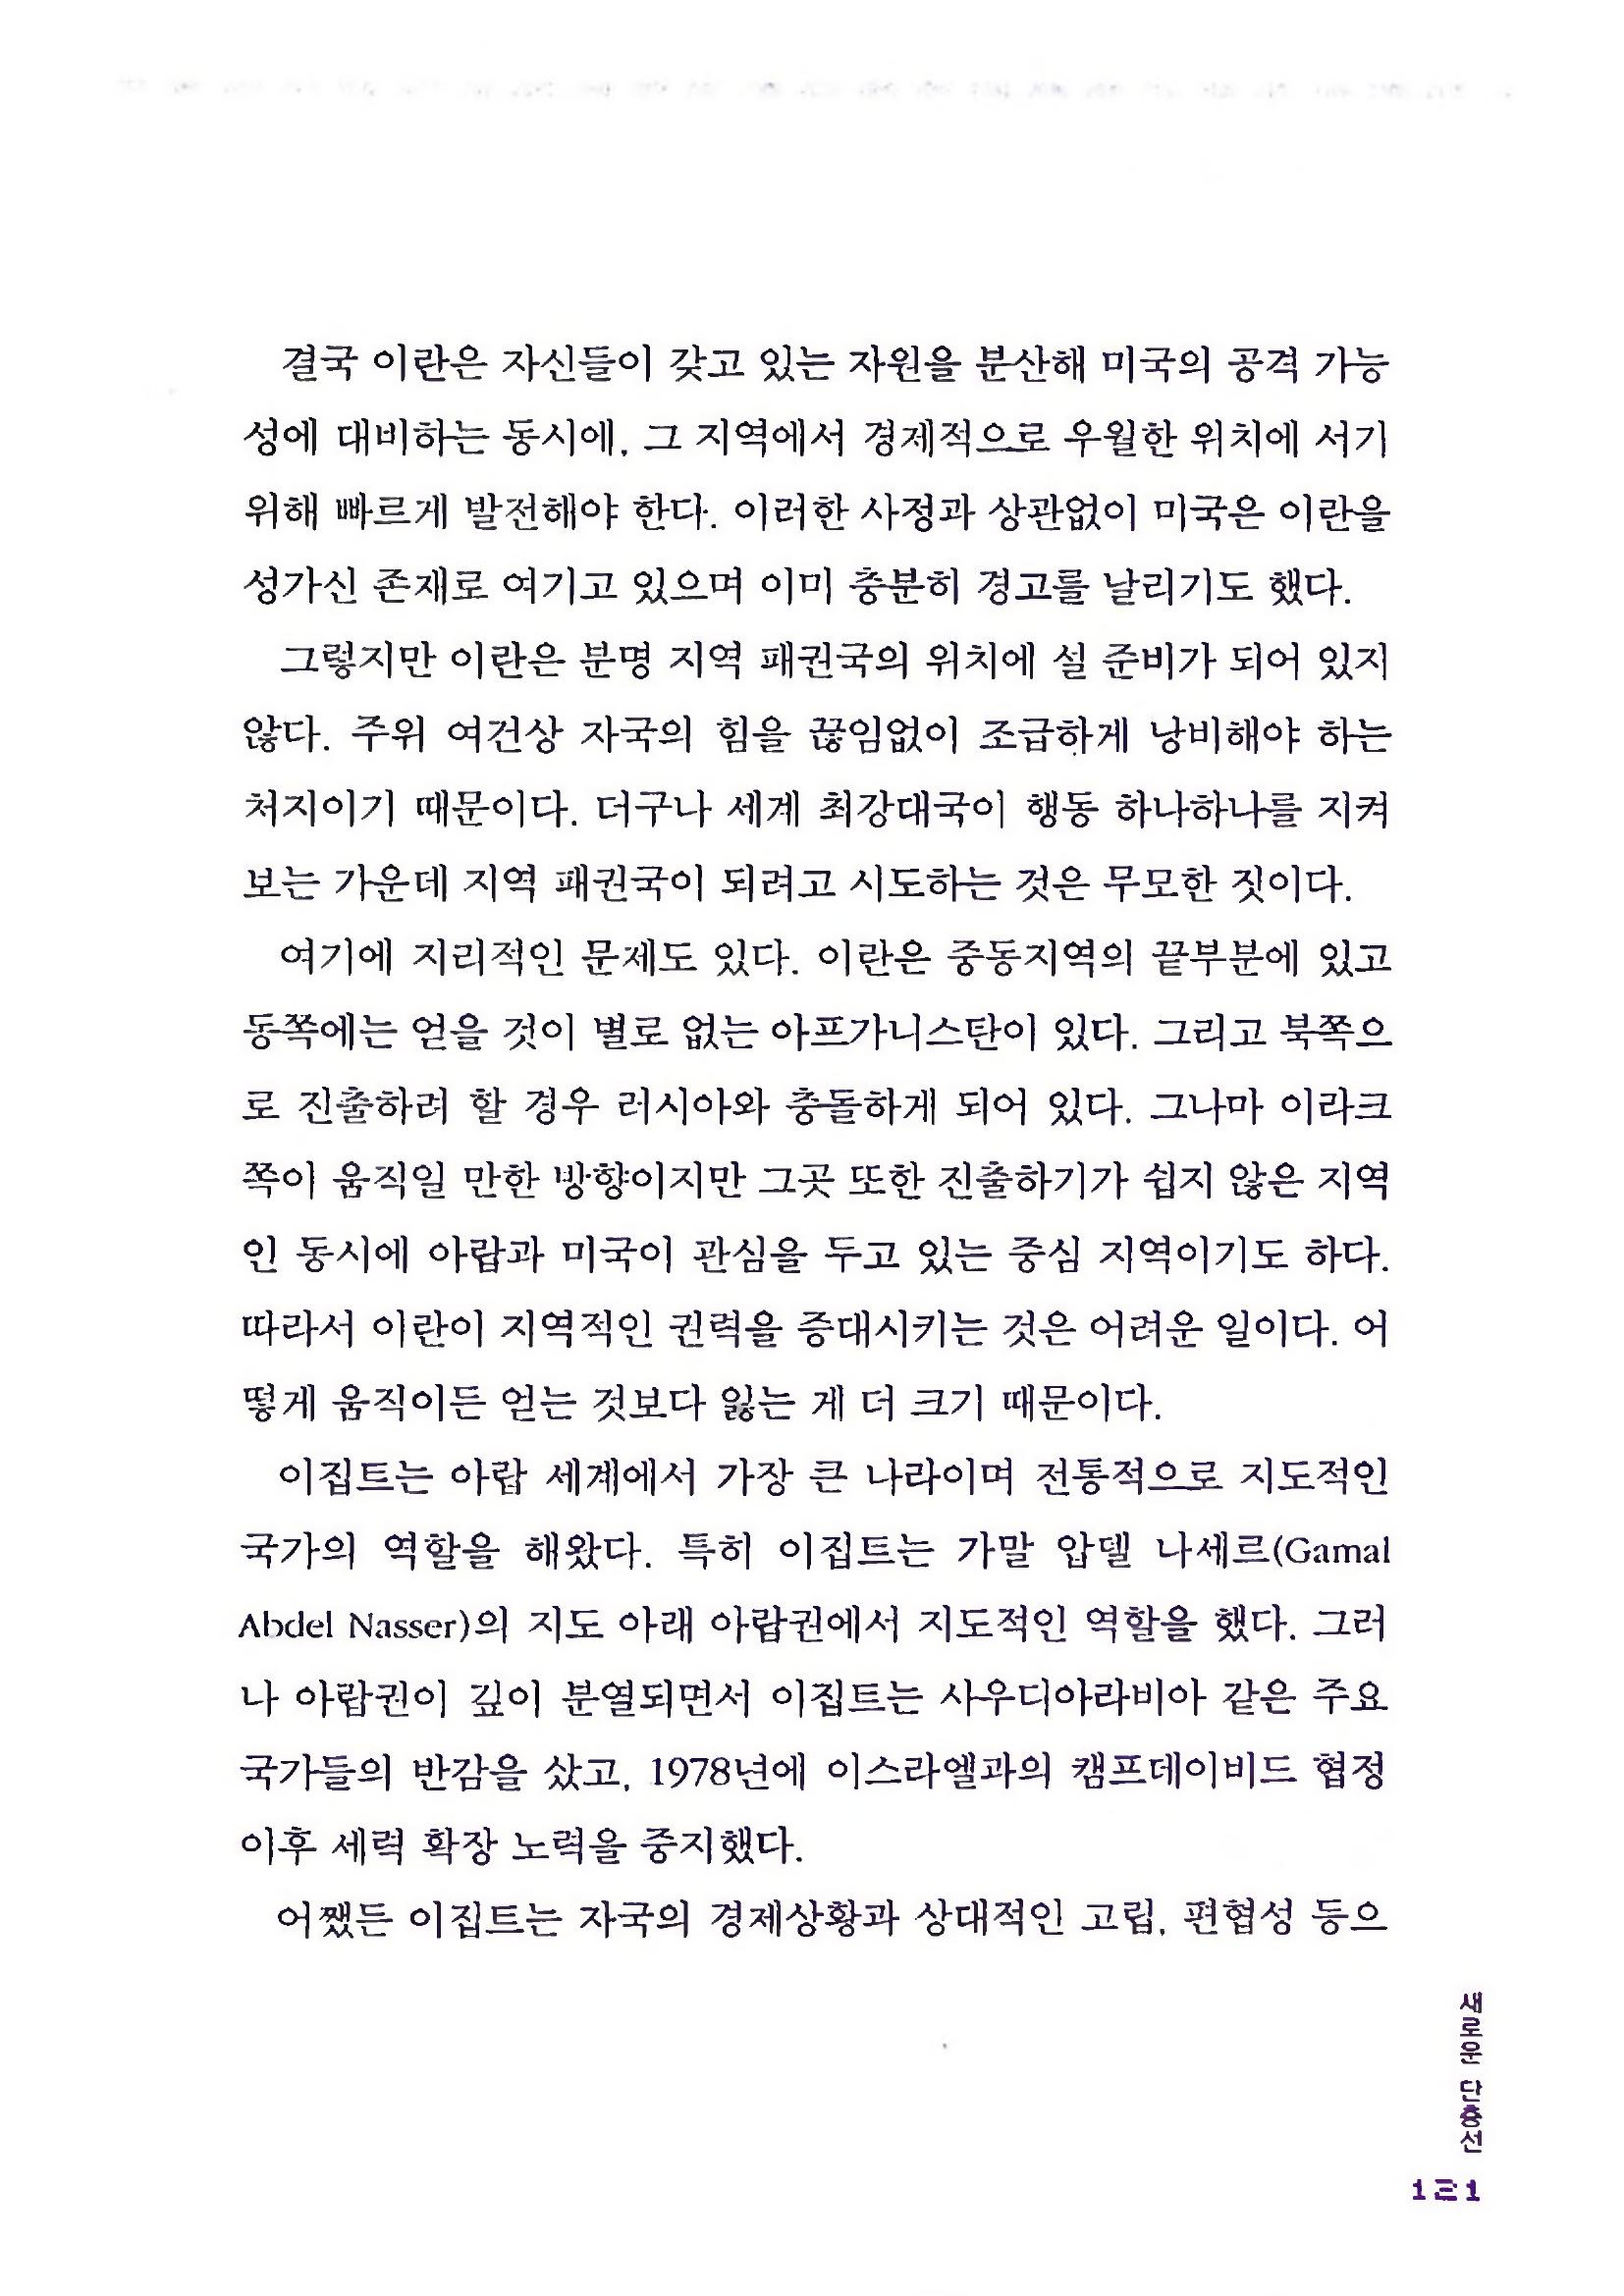 결국 이란은 자신들이 갖고 있는 자원을 분산해 미국의 공격 가능
성에 대비하는 동시에, 그 지역에서 경제적으로 우월한 위치에 서기
위해 빠르게 발전해야 한다. 이러한 사정과 상관없이 미국은 이란을
성가신 존재로 여기고 있으며 이미 충분히 경고를 날리기도 했다.
그렇지만 이란은 분명 지역 패권국의 위치에 설 준비가 되어 있지
않다. 주위 여건상 자국의 힘을 끊임없이 조급하게 낭비해야 하는
처지이기 때문이다. 더구나 세계 최강대국이 행동 하나하나를 지켜
보는 가운데 지역 패권국이 되려고 시도하는 것은 무모한 짓이다.
여기에 지리적인 문제도 있다. 이란은 중동지역의 끝부분에 있고
동쪽에는 얻을 것이 별로 없는 아프가니스탄이 있다. 그리고 북쪽으
로 진출하려 할 경우 러시아와 충돌하게 되어 있다. 그나마 이라크
쪽이 움직일 만한 방향이지만 그곳 또한 진출하기가 쉽지 않은 지역
인 동시에 아랍과 미국이 관심을 두고 있는 중심 지역이기도 하다.
따라서 이란이 지역적인 권력을 증대시키는 것은 어려운 일이다. 어
떻게 움직이든 얻는 것보다 잃는 게 더 크기 때문이다.
이집트는 아랍 세계에서 가장 큰 나라이며 전통적으로 지도적인
국가의 역할을 해왔다. 특히 이집트는 가말 압델 나세르(Gamal
Abdel Nasser)의 지도 아래 아랍권에서 지도적인 역할을 했다. 그러
나 아랍권이 깊이 분열되면서 이집트는 사우디아라비아 같은 주요
국가들의 반감을 샀고, 1978년에 이스라엘과의 캠프데이비드 협정
이후 세력 확장 노력을 중지했다.
어쨌든 이집트는 자국의 경제상황과 상대적인 고립, 편협성 등으
새로운 단층선